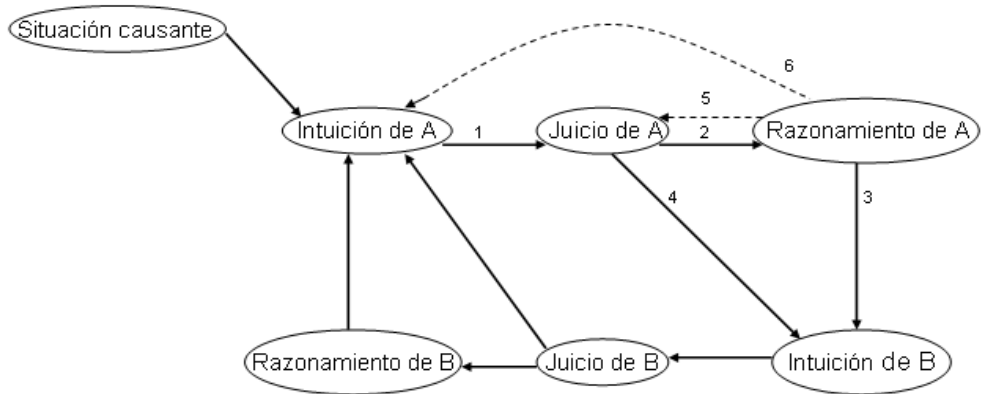 Situación causante
6
5
Intuición de A
1
Juicio de A
2
Razonamiento de A
4
3
Razonamiento de B
Juicio de B
Intuición de B